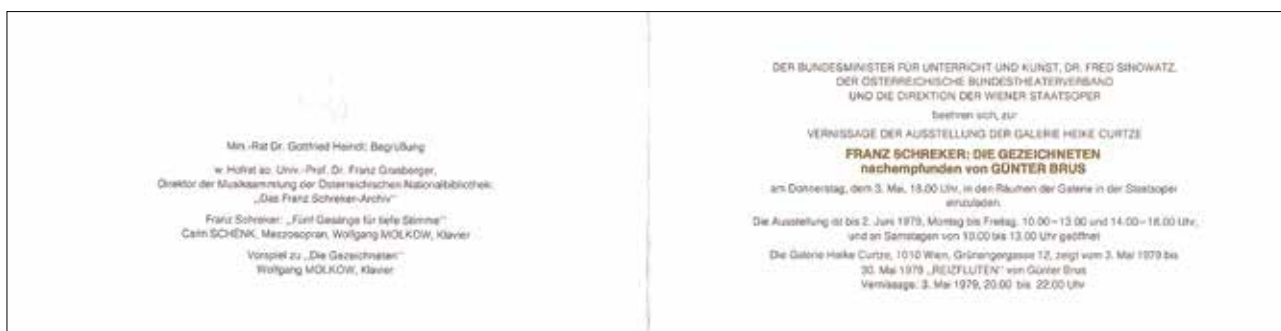 Min.-Rat Dr. Gottfried Heindl: Begrüßung
w. Hofrat ao. Univ.-Prof. Dr. Franz Grasberger,
Direktor der Musiksammlung der Österreichischen Nationalbibliothek:
„Das Franz Schreker-Archiv“
Franz Schreker: „Fünf Gesänge für tiefe Stimme“
Carin SCHENK, Mezzosopran, Wolfgang MOLKOW, Klavier
Vorspiel zu „Die Gezeichneten“
Wolfgang MOLKOW, Klavier
DER BUNDESMINISTER FÜR UNTERRICHT UND KUNST, DR. FRED SINOWATZ,
DER ÖSTERREICHISCHE BUNDESTHEATERVERBAND
UND DIE DIREKTION DER WIENER STAATSOPER
beehren sich, zur
VERNISSAGE DER AUSSTELLUNG DER GALERIE HEIKE CURTZE
FRANZ SCHREKER: DIE GEZEICHNETEN
nachempfunden von GÜNTER BRUS
am Donnerstag, dem 3. Mai, 18.00 Uhr, in den Räumen der Galerie in der Staatsoper
einzuladen.
Die Ausstellung ist bis 2. Juni 1979, Montag bis Freitag, 10.00–13.00 und 14.00–18.00 Uhr,
und an Samstagen von 10.00 bis 13.00 Uhr geöffnet
Die Galerie Heike Curtze, 1010 Wien, Grünangergasse 12, zeigt vom 3. Mai 1979 bis
30. Mai 1979 „REIZFLUTEN“ von Günter Brus
Vernissage: 3. Mai 1979, 20.00 bis 22.00 Uhr